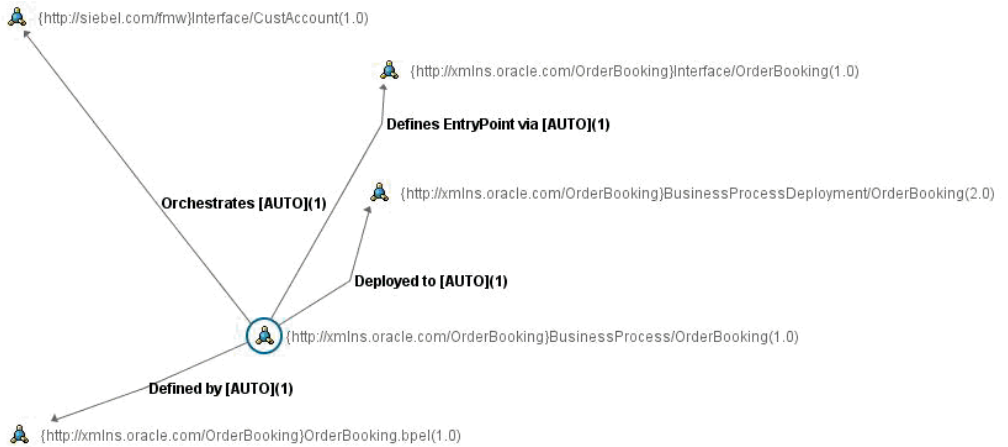 {http://siebel.com/fmw}Interface/CustAccount(1.0)
{http://xmlns.oracle.com/OrderBooking}Interface/OrderBooking(1.0)
Defines EntryPoint via [AUTO](1)
{http://xmlns.oracle.com/OrderBooking}BusinessProcessDeployment/OrderBooking(2.0)
Orchestrates [AUTO](1)
Deployed to [AUTO](1)
{http://xmlns.oracle.com/OrderBooking}BusinessProcess/OrderBooking(1.0)
Defined by [AUTO](1)
{http://xmlns.oracle.com/OrderBooking}OrderBooking.bpel(1.0)